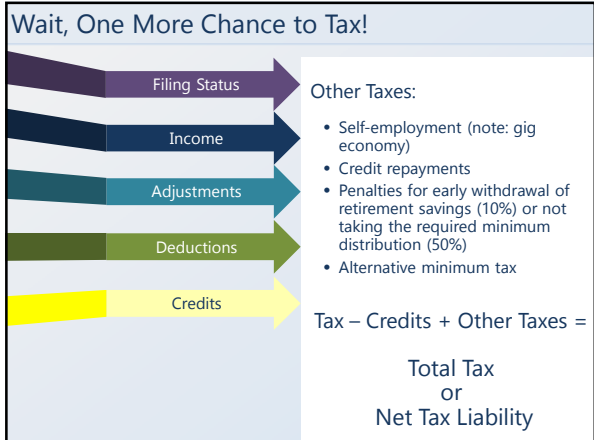 Wait, One More Chance to Tax!
Filing Status
Income
Adjustments
Deductions
Credits
Other Taxes:
• Self-employment (note: gig
economy)
• Credit repayments
• Penalties for early withdrawal of
retirement savings (10%) or not
taking the required minimum
distribution (50%)
• Alternative minimum tax
Tax – Credits + Other Taxes =
Total Tax
or
Net Tax Liability